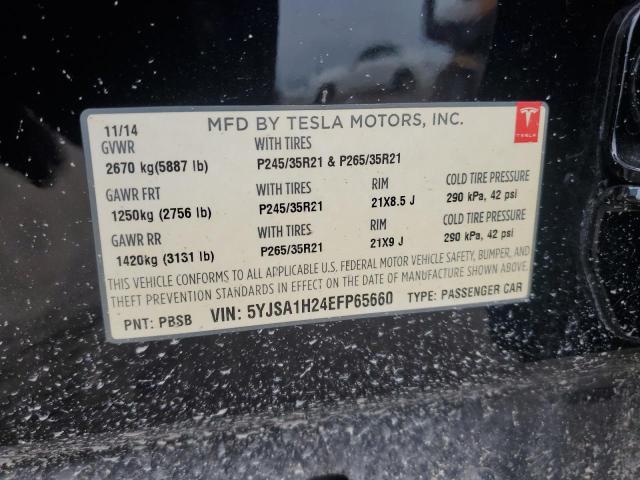 11/14 MFD BY TESLA MOTORS, INC.
TESLA
GVWR WITH TIRES
2670 kg(5887 lb) P245/35R21 & P265/35R21
GAWR FRT WITH TIRES RIM COLD TIRE PRESSURE
1250kg (2756 lb) P245/35R21 21X8.5 J 290 kPa, 42 psi
GAWR RR WITH TIRES RIM COLD TIRE PRESSURE
1420kg (3131 lb) P265/35R21 21X9 J 290 kPa, 42 psi
THIS VEHICLE CONFORMS TO ALL APPLICABLE U.S. FEDERAL MOTOR VEHICLE SAFETY, BUMPER, AND
THEFT PREVENTION STANDARDS IN EFFECT ON THE DATE OF MANUFACTURE SHOWN ABOVE.
PNT: PBSB VIN: 5YJSA1H24EFP65660 TYPE: PASSENGER CAR